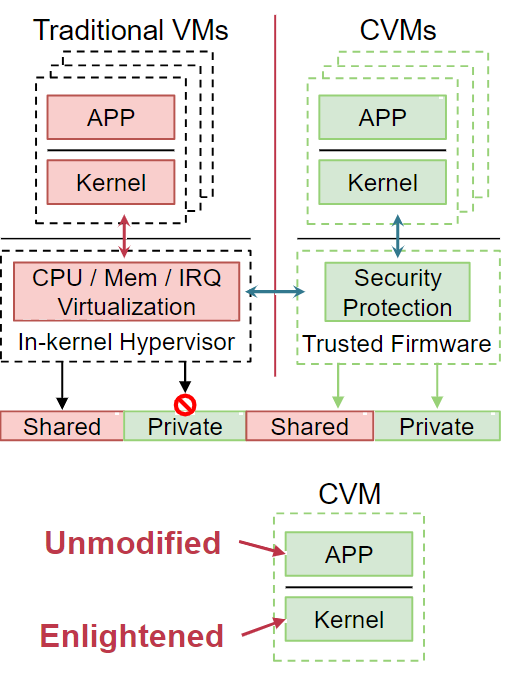 Traditional VMs
CVMs
APP
Kernel
APP
Kernel
CPU / Mem / IRQ
Virtualization
In-kernel Hypervisor
Security
Protection
Trusted Firmware
Shared
Private
Shared
Private
CVM
Unmodified
APP
Enlightened
Kernel